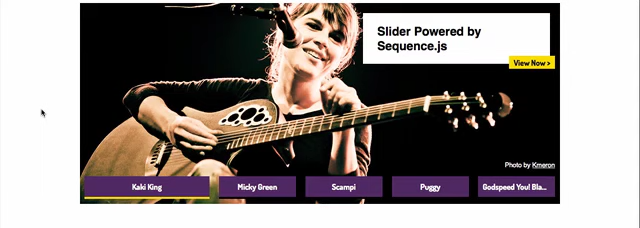 Slider Powered by
Sequence.js
View Now >
Photo by Kmeron
Kaki King
Micky Green
Scampi
Puggy
Godspeed You! Bla...